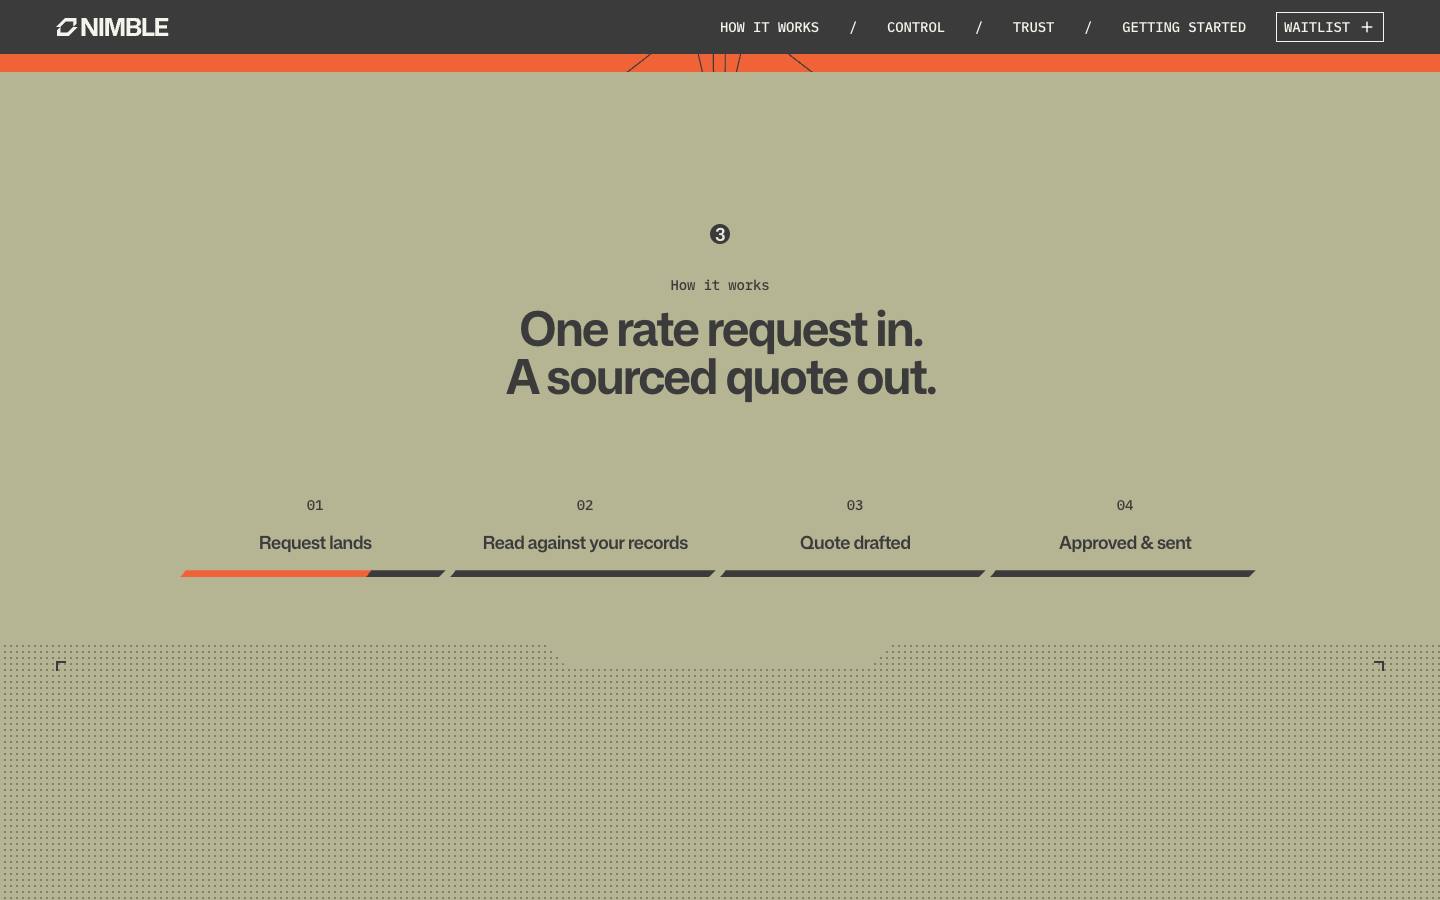 NIMBLE
HOW IT WORKS / CONTROL / TRUST / GETTING STARTED WAITLIST +
3
How it works
One rate request in.
A sourced quote out.
01
Request lands
02
Read against your records
03
Quote drafted
04
Approved & sent